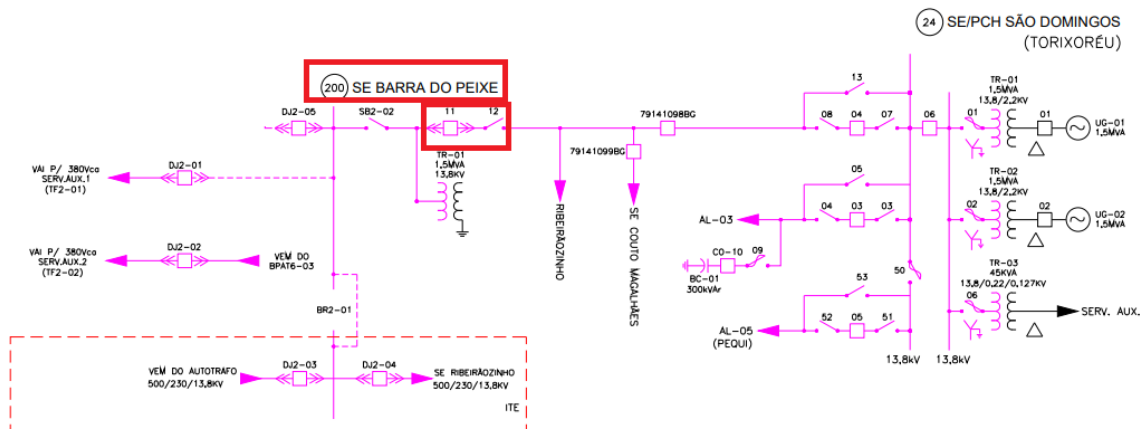 24 SE/PCH SÃO DOMINGOS
(TORIXORÉU)
200 SE BARRA DO PEIXE
DJ2-05
SB2-02
11
12
TR-01
1,5MVA
13,8KV
79141098BG
79141099BG
13
08
04
07
06
01
TR-01
1,5MVA
13.8/2.2KV
01
UG-01
1,5MVA
VAI P/ 380Vca
SERV.AUX.1
(TF2-01)
DJ2-01
VAI P/ 380Vca
SERV.AUX.2
(TF2-02)
DJ2-02
VEM DO
BPAT6-03
RIBEIRÃOZINHO
SE COUTO MAGALHÃES
05
AL-03
04
03
03
CO-10
09
BC-01
300kVAr
02
TR-02
1,5MVA
13.8/2.2KV
02
UG-02
1,5MVA
50
53
AL-05
(PEQUI)
52
05
51
06
TR-03
45KVA
13.8/0.22/0.127KV
SERV. AUX.
13,8kV
13,8kV
BR2-01
VEM DO AUTOTRAFO
500/230/13,8KV
DJ2-03
DJ2-04
SE RIBEIRÃOZINHO
500/230/13,8KV
ITE